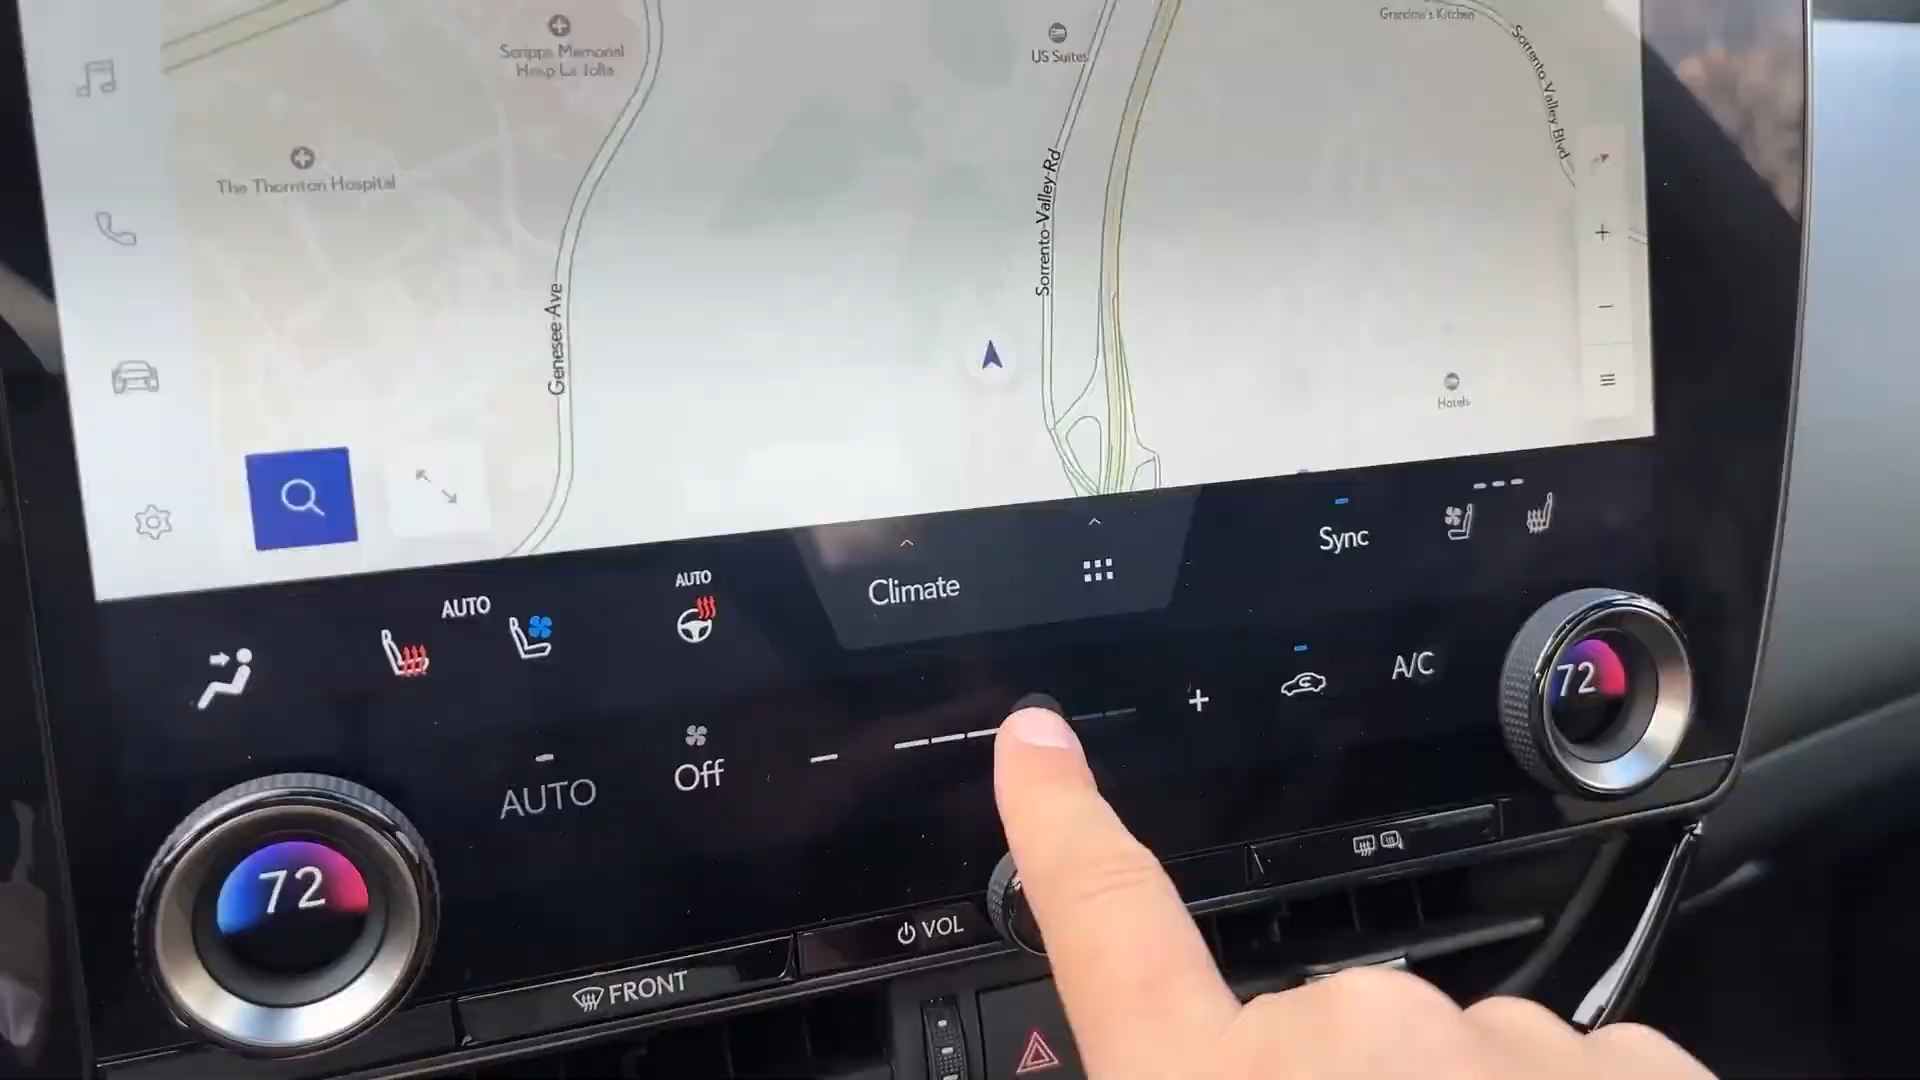 Grandma's Kitchen
Scripps Memorial
Hosp La Jolla
US Suites
Sorrento-Valley-Blvd
The Thornton Hospital
Sorrento-Valley-Rd
Genesee Ave
Hotels
Sync
AUTO
AUTO
Climate
A/C
72
+
−
AUTO
Off
72
VOL
FRONT